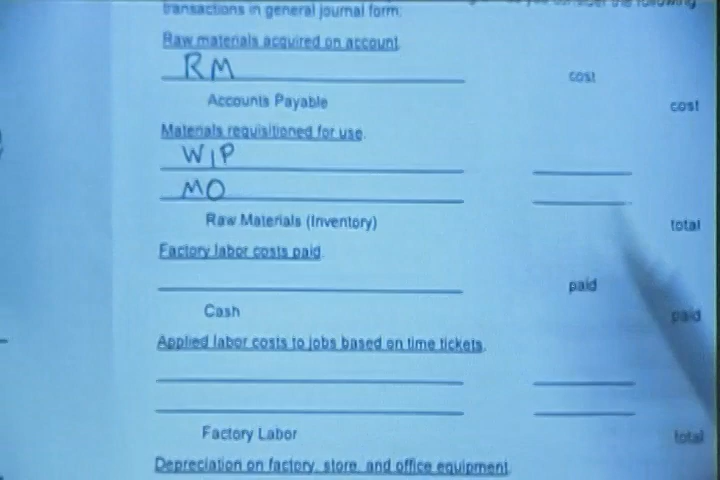 transactions in general journal form.
Raw materials acquired on account.
RM cost
Accounts Payable cost
Materials requisitioned for use.
WIP
MO
Raw Materials (Inventory) total
Factory labor costs paid.
paid
Cash paid
Applied labor costs to jobs based on time tickets.
Factory Labor total
Depreciation on factory, store, and office equipment.